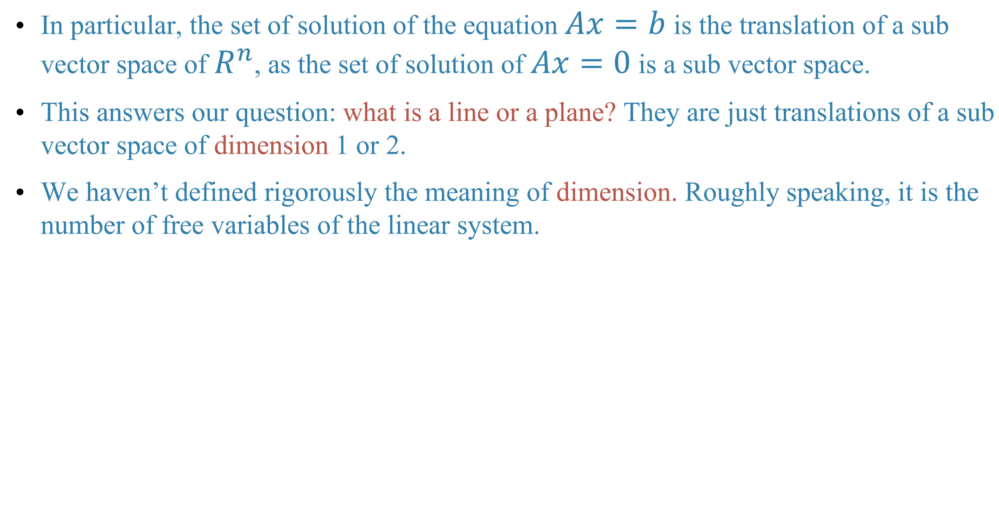 • In particular, the set of solution of the equation 𝐴𝑥 = 𝑏 is the translation of a sub
vector space of 𝑅ⁿ, as the set of solution of 𝐴𝑥 = 0 is a sub vector space.
• This answers our question: what is a line or a plane? They are just translations of a sub
vector space of dimension 1 or 2.
• We haven’t defined rigorously the meaning of dimension. Roughly speaking, it is the
number of free variables of the linear system.